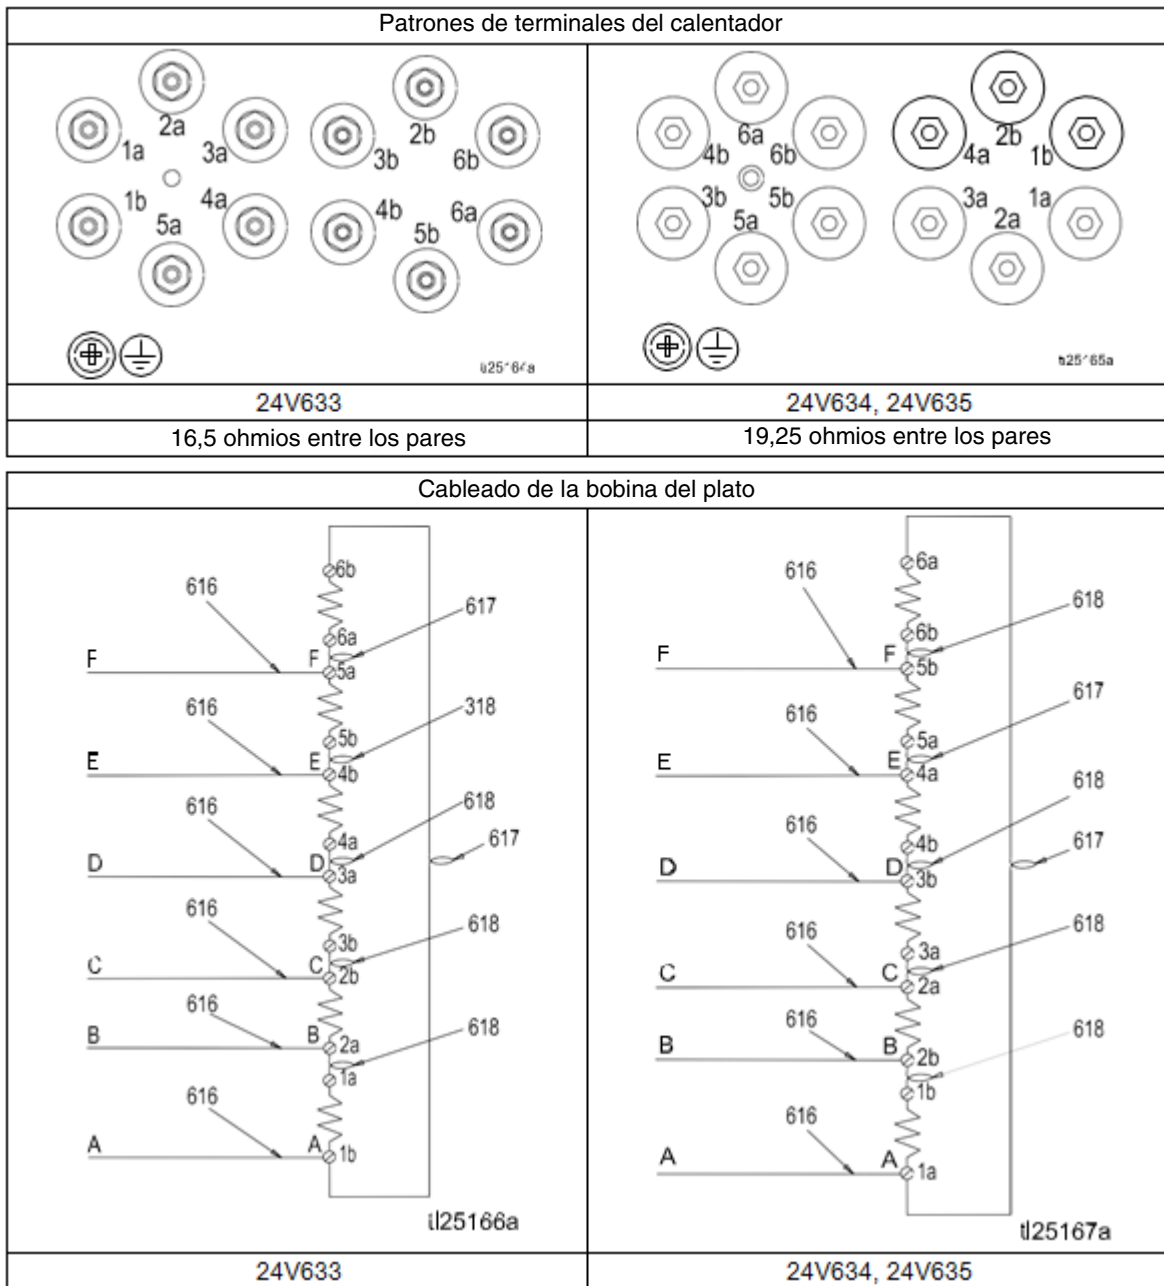 Patrones de terminales del calentador
2a 2b
1a 3a 3b 6b
1b 4a 4b 6a
5a 5b
6a 2b
4b 6b 4a 1b
3b 5b 3a 1a
5a 2a
24V633 24V634, 24V635
16,5 ohmios entre los pares 19,25 ohmios entre los pares
Cableado de la bobina del plato
6b
616
617
6a
F F
5a
616
318
5b
E E
4b
616
618
4a
617
D D
3a
616
618
3b
C C
2b
616
618
B B
2a
1a
616
A A
1b
6a
616
618
6b
F F
5b
616
617
5a
E E
4a
618
616
617
4b
D D
3b
616
618
3a
C C
2a
616
618
B B
2b
1b
616
A A
1a
24V633 24V634, 24V635